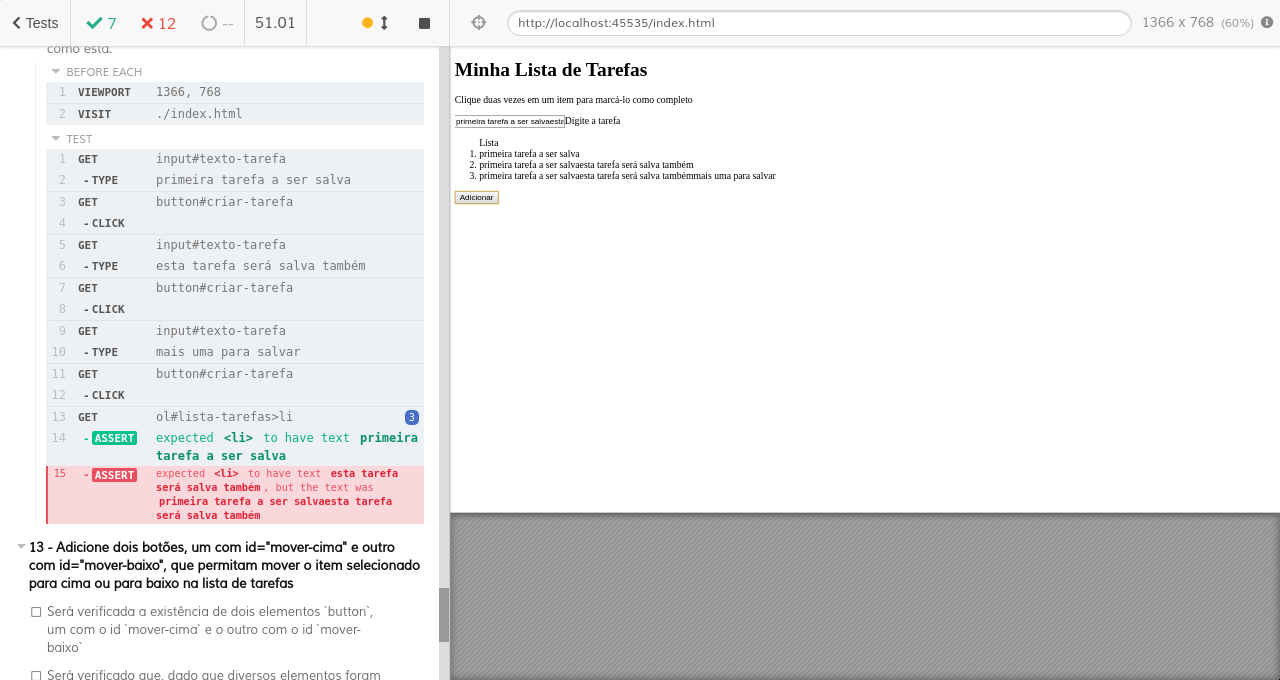 Tests
7
12
--
51.01
http://localhost:45535/index.html
1366 x 768 (60%)
como está.
BEFORE EACH
1 VIEWPORT 1366, 768
2 VISIT ./index.html
TEST
1 GET input#texto-tarefa
2 -TYPE primeira tarefa a ser salva
3 GET button#criar-tarefa
4 -CLICK
5 GET input#texto-tarefa
6 -TYPE esta tarefa será salva também
7 GET button#criar-tarefa
8 -CLICK
9 GET input#texto-tarefa
10 -TYPE mais uma para salvar
11 GET button#criar-tarefa
12 -CLICK
13 GET ol#lista-tarefas>li 3
14 -ASSERT expected <li> to have text primeira
tarefa a ser salva
15 -ASSERT expected <li> to have text esta tarefa
será salva também, but the text was
primeira tarefa a ser salvaesta tarefa
será salva também
13 - Adicione dois botões, um com id="mover-cima" e outro
com id="mover-baixo", que permitam mover o item selecionado
para cima ou para baixo na lista de tarefas
Será verificada a existência de dois elementos `button`,
um com o id `mover-cima` e o outro com o id `mover-
baixo`
Será verificado que, dado que diversos elementos foram
Minha Lista de Tarefas
Clique duas vezes em um item para marcá-lo como completo
primeira tarefa a ser salvaesta Digite a tarefa
Lista
1. primeira tarefa a ser salva
2. primeira tarefa a ser salvaesta tarefa será salva também
3. primeira tarefa a ser salvaesta tarefa será salva tambémmais uma para salvar
Adicionar